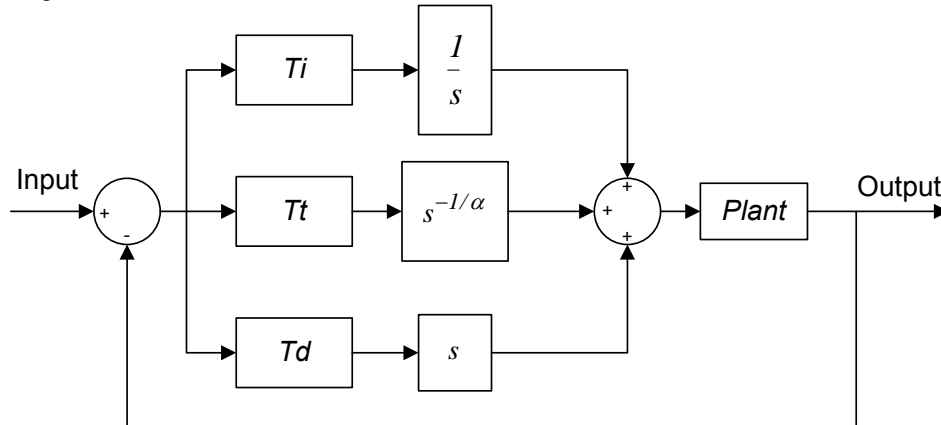 Ti
1/s
Input
+
-
Tt
s^{-1/α}
+
+
+
Plant
Output
Td
s